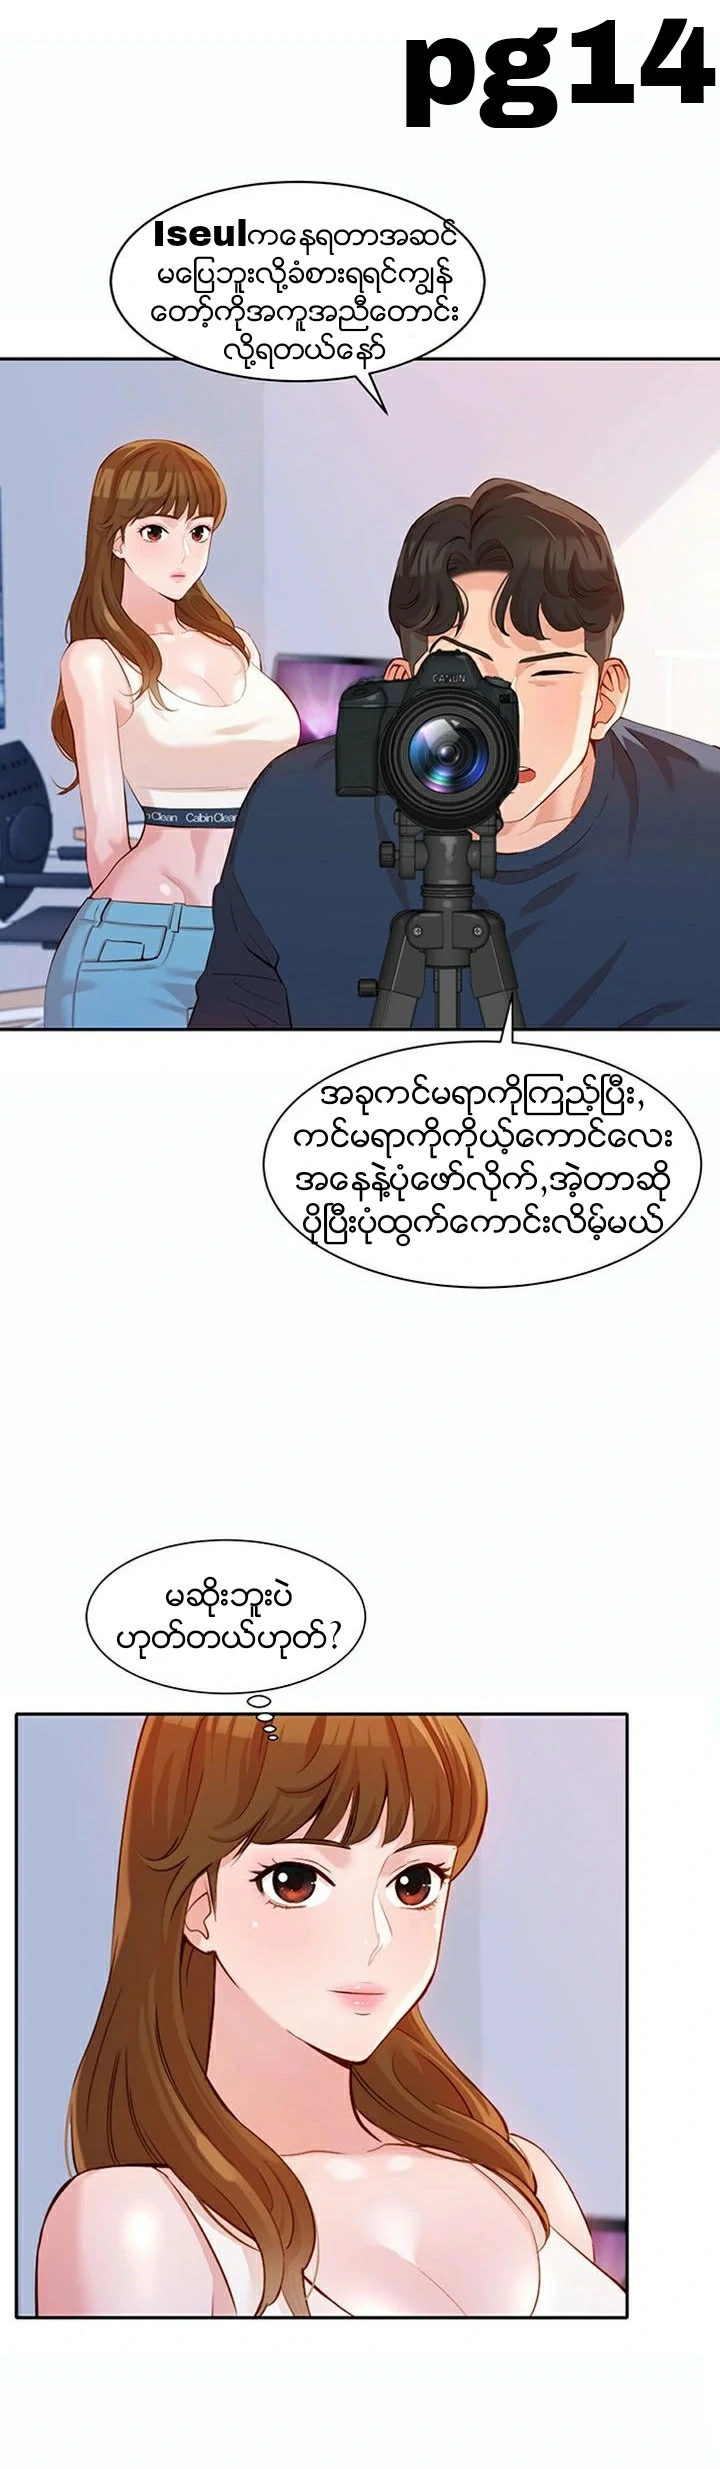 pg14
Iseulကနေရတာအဆင်
မပြေဘူးလို့ခံစားရရင်ကျွန်
တော့်ကိုအကူအညီတောင်း
လို့ရတယ်နော်
CANUN
n Clean CabinClean
အခုကင်မရာကိုကြည့်ပြီး,
ကင်မရာကိုကိုယ့်ကောင်လေး
အနေနဲ့ပုံဖော်လိုက်,အဲ့တာဆို
ပိုပြီးပုံထွက်ကောင်းလိမ့်မယ်
မဆိုးဘူးပဲ
ဟုတ်တယ်ဟုတ်?